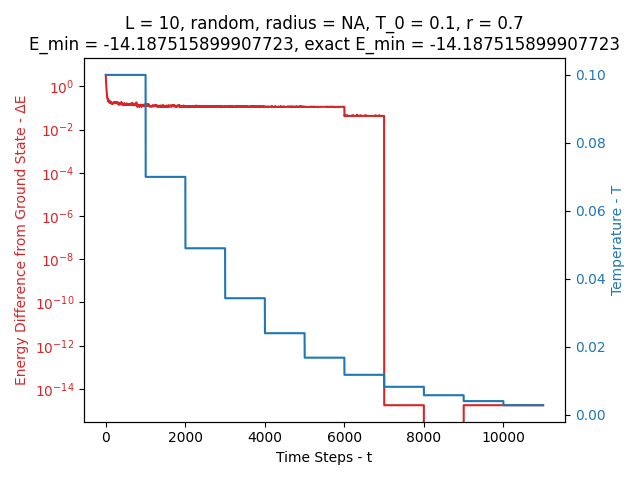 L = 10, random, radius = NA, T_0 = 0.1, r = 0.7
E_min = -14.187515899907723, exact E_min = -14.187515899907723
Energy Difference from Ground State - ΔE
10⁰
10⁻²
10⁻⁴
10⁻⁶
10⁻⁸
10⁻¹⁰
10⁻¹²
10⁻¹⁴
0.10
0.08
0.06
0.04
0.02
0.00
Temperature - T
0 2000 4000 6000 8000 10000
Time Steps - t